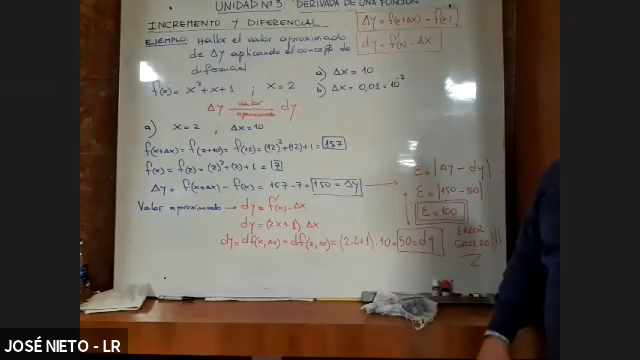 UNIDAD Nº3 DERIVADA DE UNA FUNCIÓN
INCREMENTO Y DIFERENCIAL
Δy = f(x+Δx) - f(x)
dy = f'(x) . Δx
EJEMPLO: Hallar el valor aproximado
de Δy aplicando el concepto de
diferencial
f(x) = x² + x + 1 ; x = 2
a) Δx = 10
b) Δx = 0,01 = 10⁻²
Δy valor aproximado dy
a) x = 2 ; Δx = 10
f(x+Δx) = f(2+10) = f(12) = (12)² + (12) + 1 = 157
f(x) = f(2) = (2)² + (2) + 1 = 7
Δy = f(x+Δx) - f(x) = 157 - 7 = 150 = Δy
Valor aproximado → dy = f'(x) . Δx
dy = (2x + 1) . Δx
dy = df(x, Δx) = df(2, 10) = (2.2+1) . 10 = 50 = dy
ε = |Δy - dy|
ε = |150 - 50|
ε = 100
ERROR
GROSERO
JOSÉ NIETO - LR